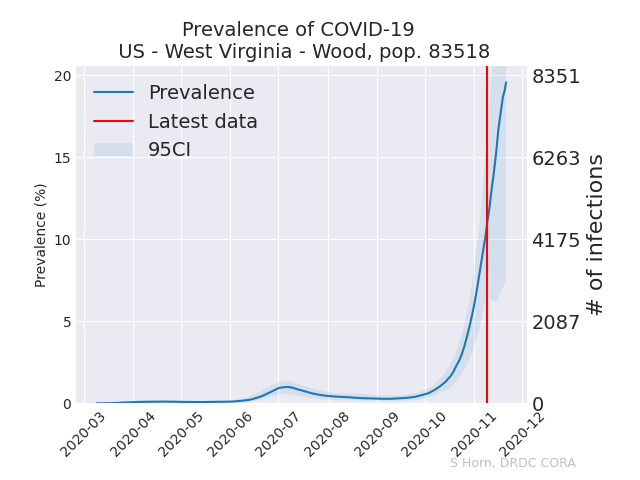 Prevalence of COVID-19
US - West Virginia - Wood, pop. 83518
Prevalence
Latest data
95CI
Prevalence (%)
20
15
10
5
0
8351
6263
4175
2087
0
# of infections
2020-03
2020-04
2020-05
2020-06
2020-07
2020-08
2020-09
2020-10
2020-11
2020-12
S Horn, DRDC CORA